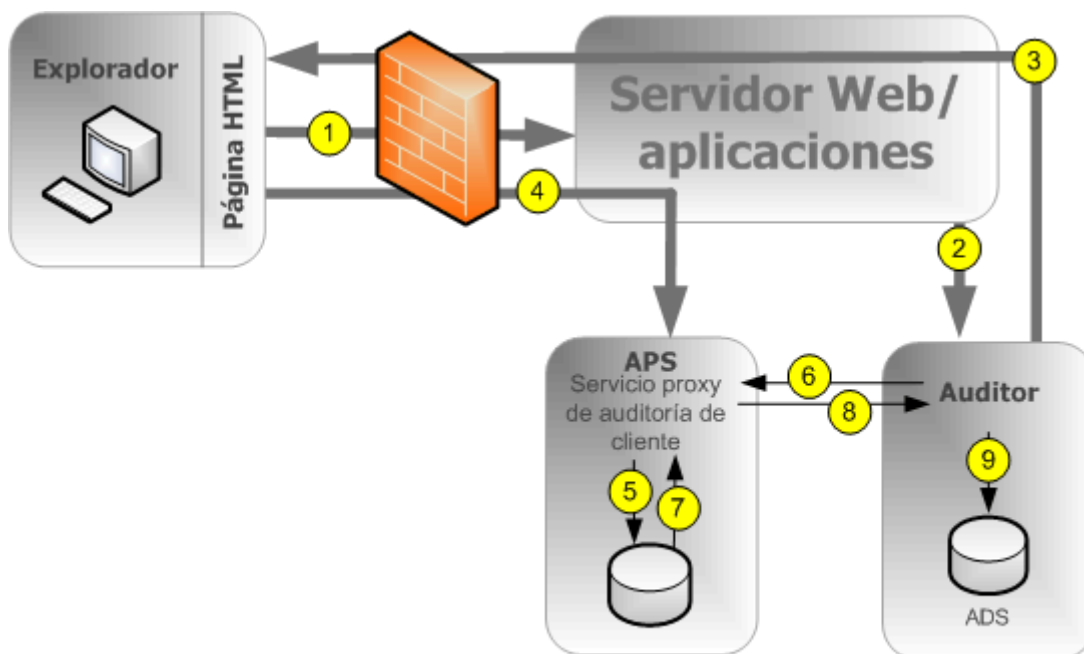 Explorador
Página HTML
1
Servidor Web/
aplicaciones
3
4
2
APS
Servicio proxy
de auditoría de
cliente
6
8
Auditor
5
7
9
ADS